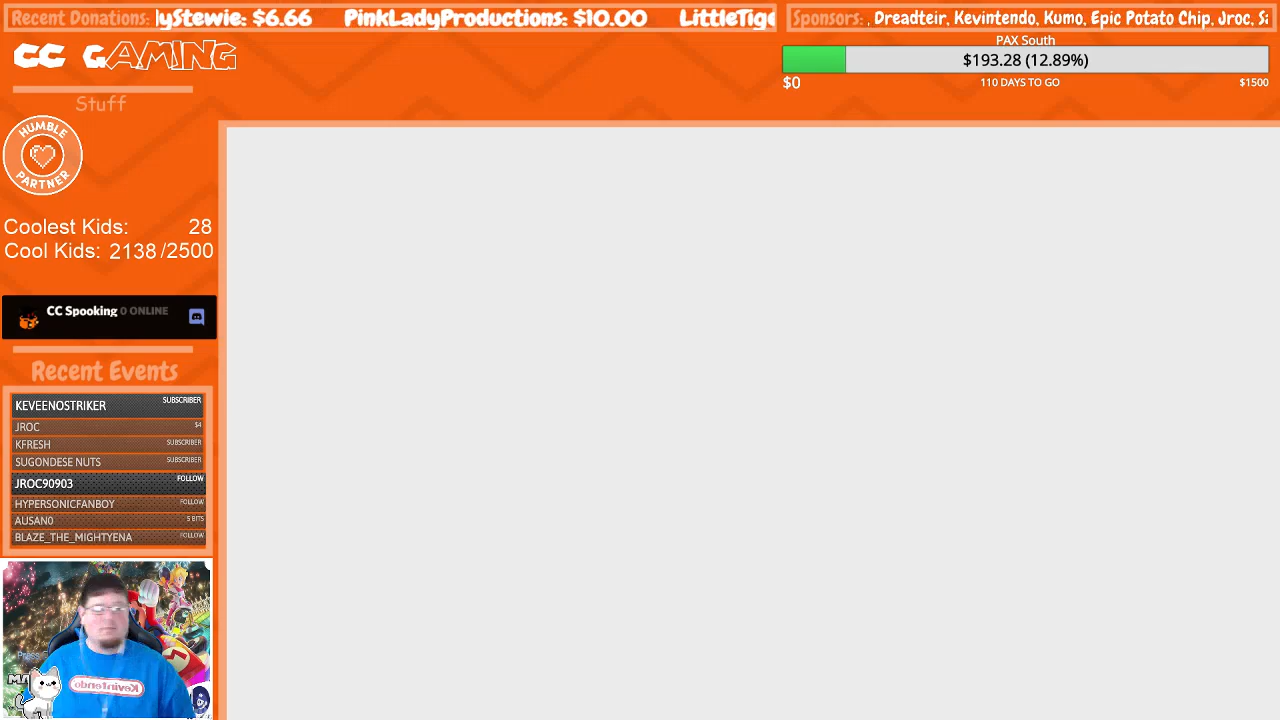 Recent Donations: lyStewie: $6.66 PinkLadyProductions: $10.00 LittleTige
Sponsors: , Dreadteir, Kevintendo, Kumo, Epic Potato Chip, Jroc, Sa
CC GAMING
PAX South
$193.28 (12.89%)
$0 110 DAYS TO GO $1500
Stuff
HUMBLE
PARTNER
Coolest Kids: 28
Cool Kids: 2138/2500
CC Spooking 0 ONLINE
Recent Events
KEVEENOSTRIKER SUBSCRIBER
JROC $4
KFRESH SUBSCRIBER
SUGONDESE NUTS SUBSCRIBER
JROC90903 FOLLOW
HYPERSONICFANBOY FOLLOW
AUSAN0 5 BITS
BLAZE_THE_MIGHTYENA FOLLOW
Press
MA
Kevintendo